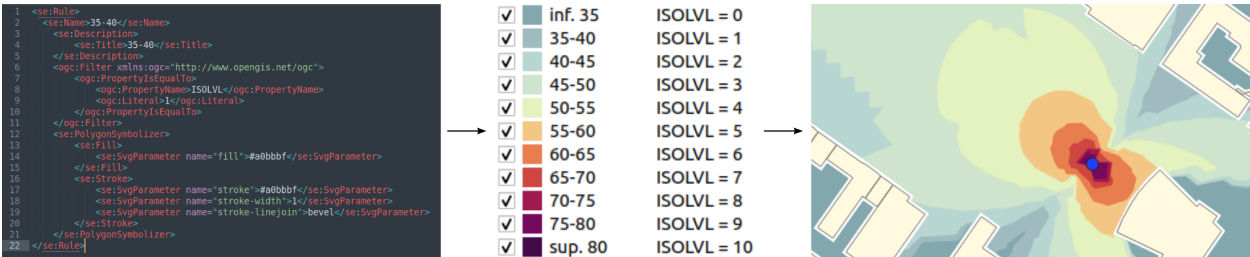 1 <se:Rule>
2 <se:Name>35-40</se:Name>
3 <se:Description>
4 <se:Title>35-40</se:Title>
5 </se:Description>
6 <ogc:Filter xmlns:ogc="http://www.opengis.net/ogc">
7 <ogc:PropertyIsEqualTo>
8 <ogc:PropertyName>ISOLVL</ogc:PropertyName>
9 <ogc:Literal>1</ogc:Literal>
10 </ogc:PropertyIsEqualTo>
11 </ogc:Filter>
12 <se:PolygonSymbolizer>
13 <se:Fill>
14 <se:SvgParameter name="fill">#a0bbbf</se:SvgParameter>
15 </se:Fill>
16 <se:Stroke>
17 <se:SvgParameter name="stroke">#a0bbbf</se:SvgParameter>
18 <se:SvgParameter name="stroke-width">1</se:SvgParameter>
19 <se:SvgParameter name="stroke-linejoin">bevel</se:SvgParameter>
20 </se:Stroke>
21 </se:PolygonSymbolizer>
22 </se:Rule>
inf. 35 ISOLVL = 0
35-40 ISOLVL = 1
40-45 ISOLVL = 2
45-50 ISOLVL = 3
50-55 ISOLVL = 4
55-60 ISOLVL = 5
60-65 ISOLVL = 6
65-70 ISOLVL = 7
70-75 ISOLVL = 8
75-80 ISOLVL = 9
sup. 80 ISOLVL = 10